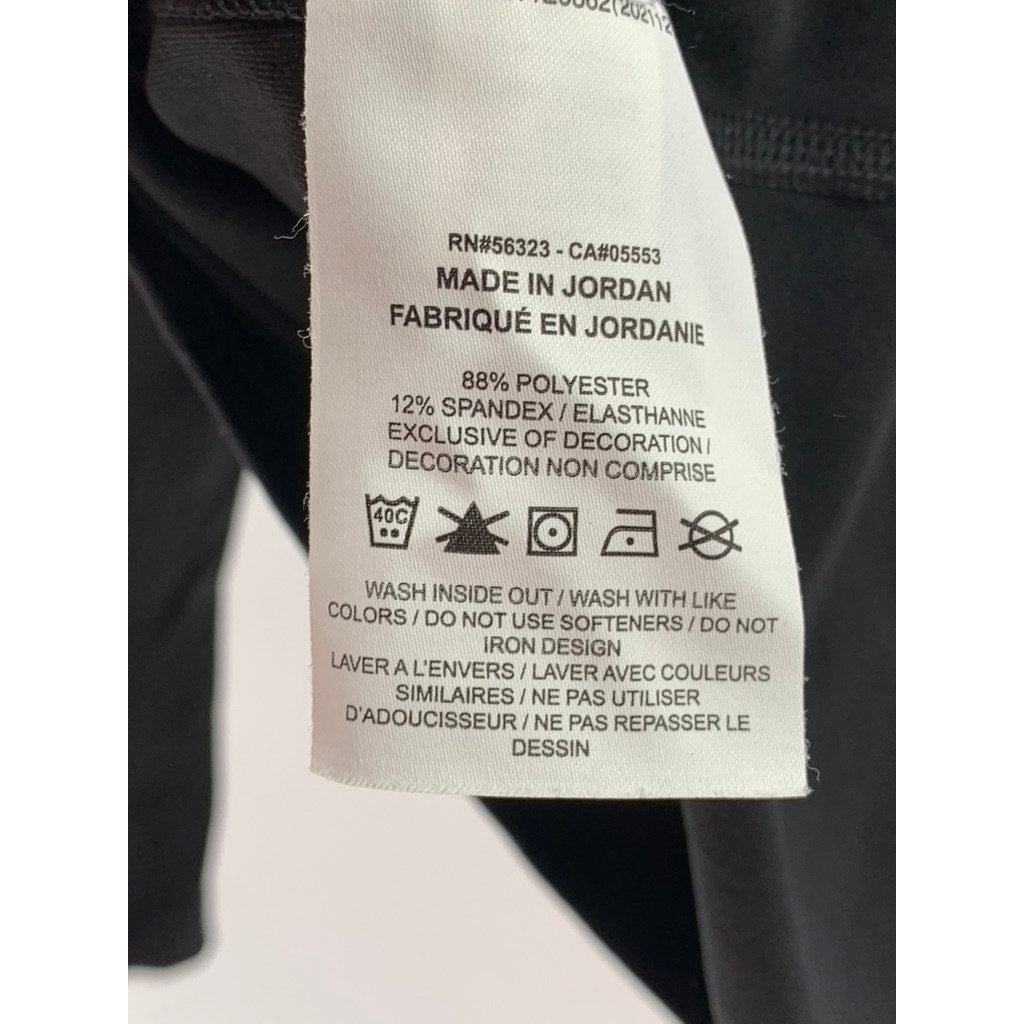 RN#56323 - CA#05553
MADE IN JORDAN
FABRIQUÉ EN JORDANIE
88% POLYESTER
12% SPANDEX / ELASTHANNE
EXCLUSIVE OF DECORATION /
DECORATION NON COMPRISE
40C
WASH INSIDE OUT / WASH WITH LIKE
COLORS / DO NOT USE SOFTENERS / DO NOT
IRON DESIGN
LAVER A L'ENVERS / LAVER AVEC COULEURS
SIMILAIRES / NE PAS UTILISER
D'ADOUCISSEUR / NE PAS REPASSER LE
DESSIN